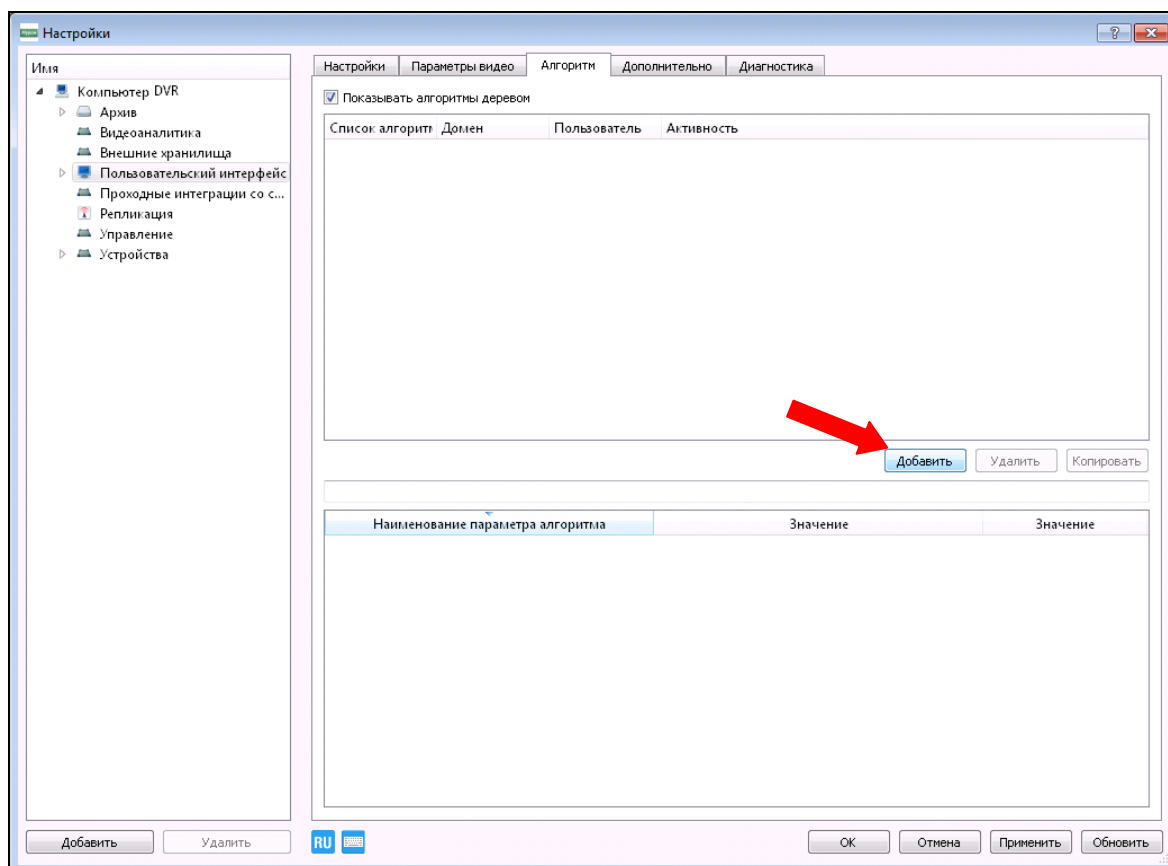 Настройки
Имя
Компьютер DVR
Архив
Видеоаналитика
Внешние хранилища
Пользовательский интерфейс
Проходные интеграции со с...
Репликация
Управление
Устройства
Добавить Удалить
Настройки Параметры видео Алгоритм Дополнительно Диагностика
Показывать алгоритмы деревом
Список алгоритм Домен Пользователь Активность
Добавить Удалить Копировать
Наименование параметра алгоритма Значение Значение
RU
OK Отмена Применить Обновить